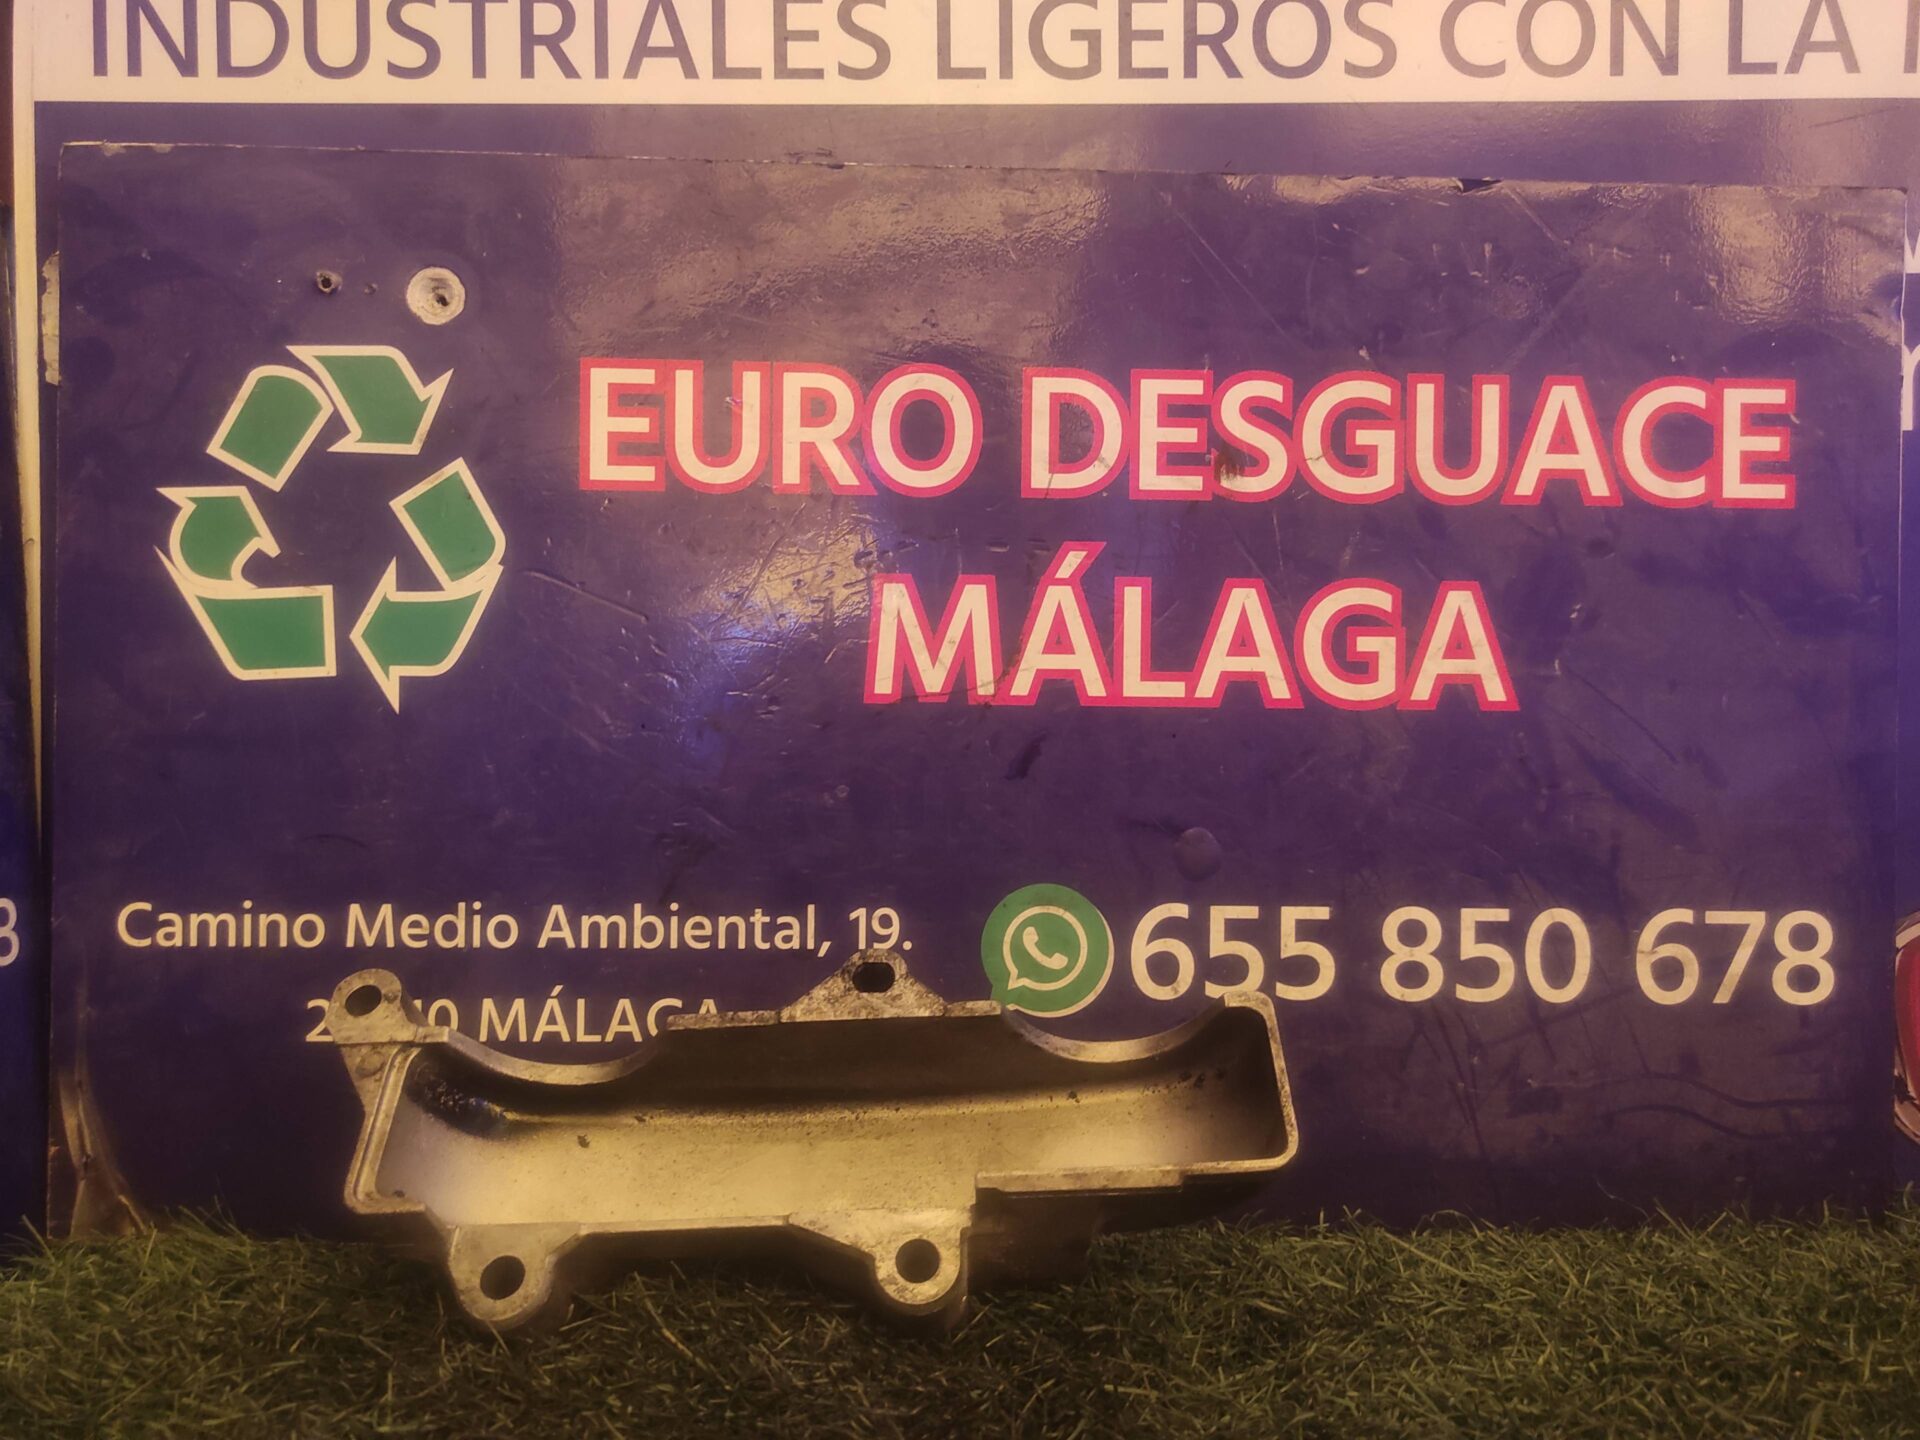 INDUSTRIALES LIGEROS CON LA
EURO DESGUACE
MÁLAGA
Camino Medio Ambiental, 19.
MÁLAGA
655 850 678